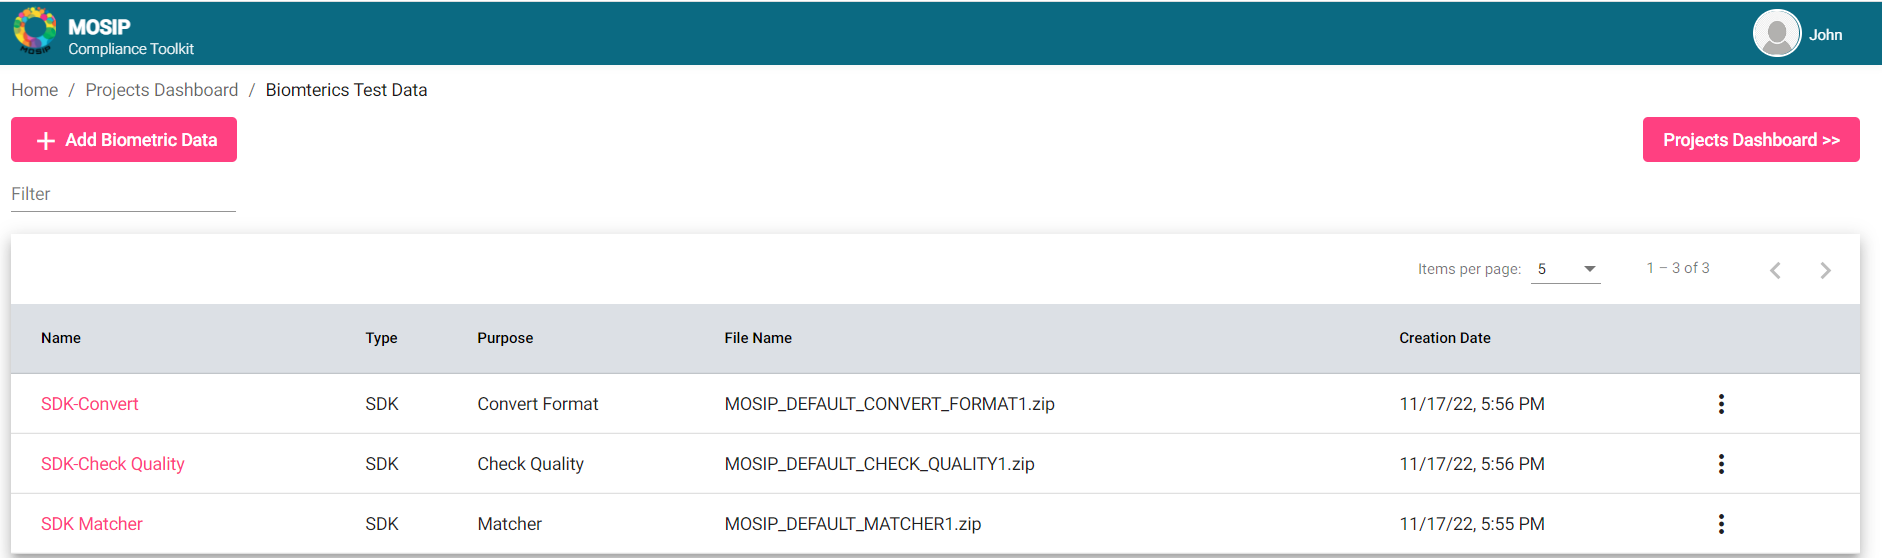 MOSIP
Compliance Toolkit
MOSIP
John
Home / Projects Dashboard / Biomterics Test Data
Add Biometric Data
Projects Dashboard >>
Filter
Items per page: 5 1 – 3 of 3
Name Type Purpose File Name Creation Date
SDK-Convert SDK Convert Format MOSIP_DEFAULT_CONVERT_FORMAT1.zip 11/17/22, 5:56 PM
SDK-Check Quality SDK Check Quality MOSIP_DEFAULT_CHECK_QUALITY1.zip 11/17/22, 5:56 PM
SDK Matcher SDK Matcher MOSIP_DEFAULT_MATCHER1.zip 11/17/22, 5:55 PM